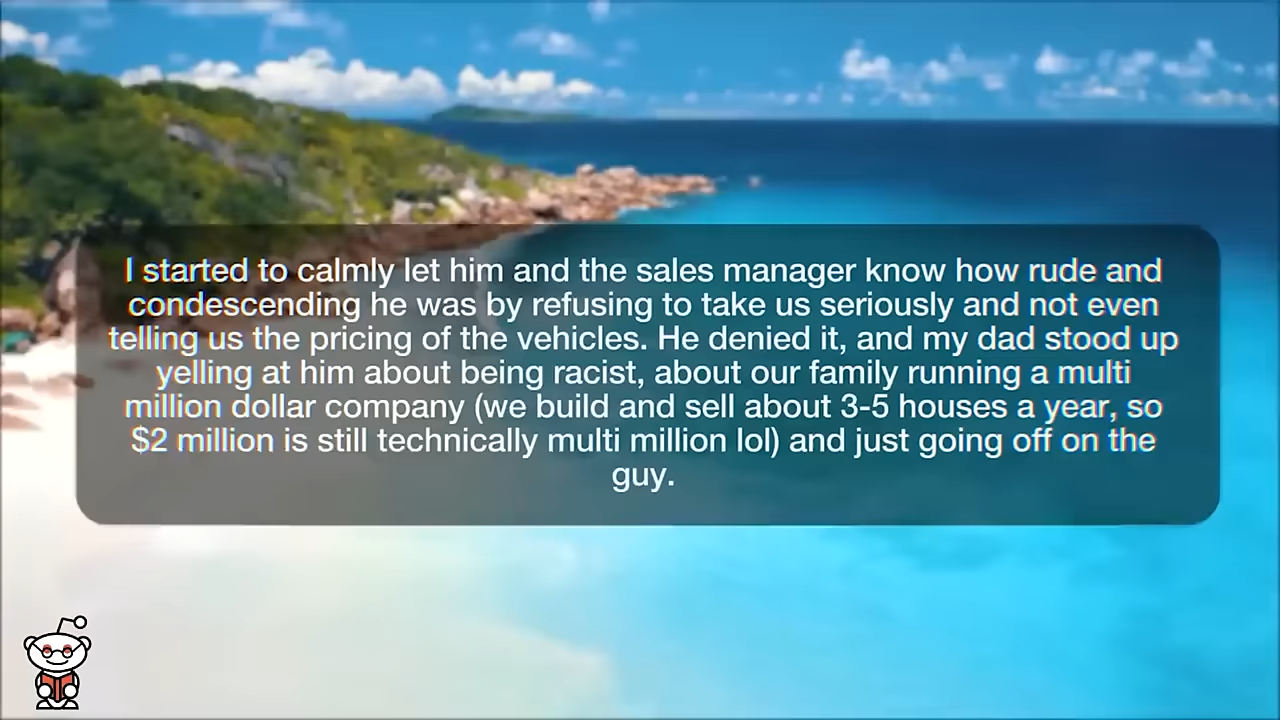 I started to calmly let him and the sales manager know how rude and
condescending he was by refusing to take us seriously and not even
telling us the pricing of the vehicles. He denied it, and my dad stood up
yelling at him about being racist, about our family running a multi
million dollar company (we build and sell about 3-5 houses a year, so
$2 million is still technically multi million lol) and just going off on the
guy.